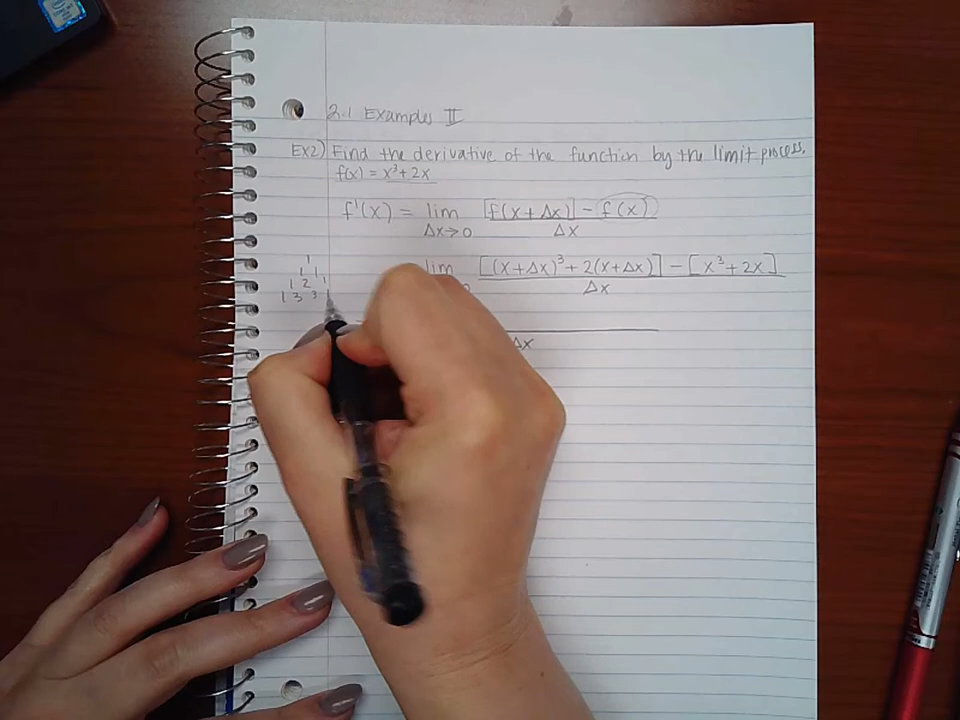 2.1 Examples II
Ex2) Find the derivative of the function by the limit process.
f(x) = x³ + 2x
f'(x) = lim [f(x + Δx)] - f(x)
Δx→0 Δx
1
1 1
1 2 1
1 3 3 1
lim [(x+Δx)³ + 2(x+Δx)] - [x³ + 2x]
0 Δx
Δx